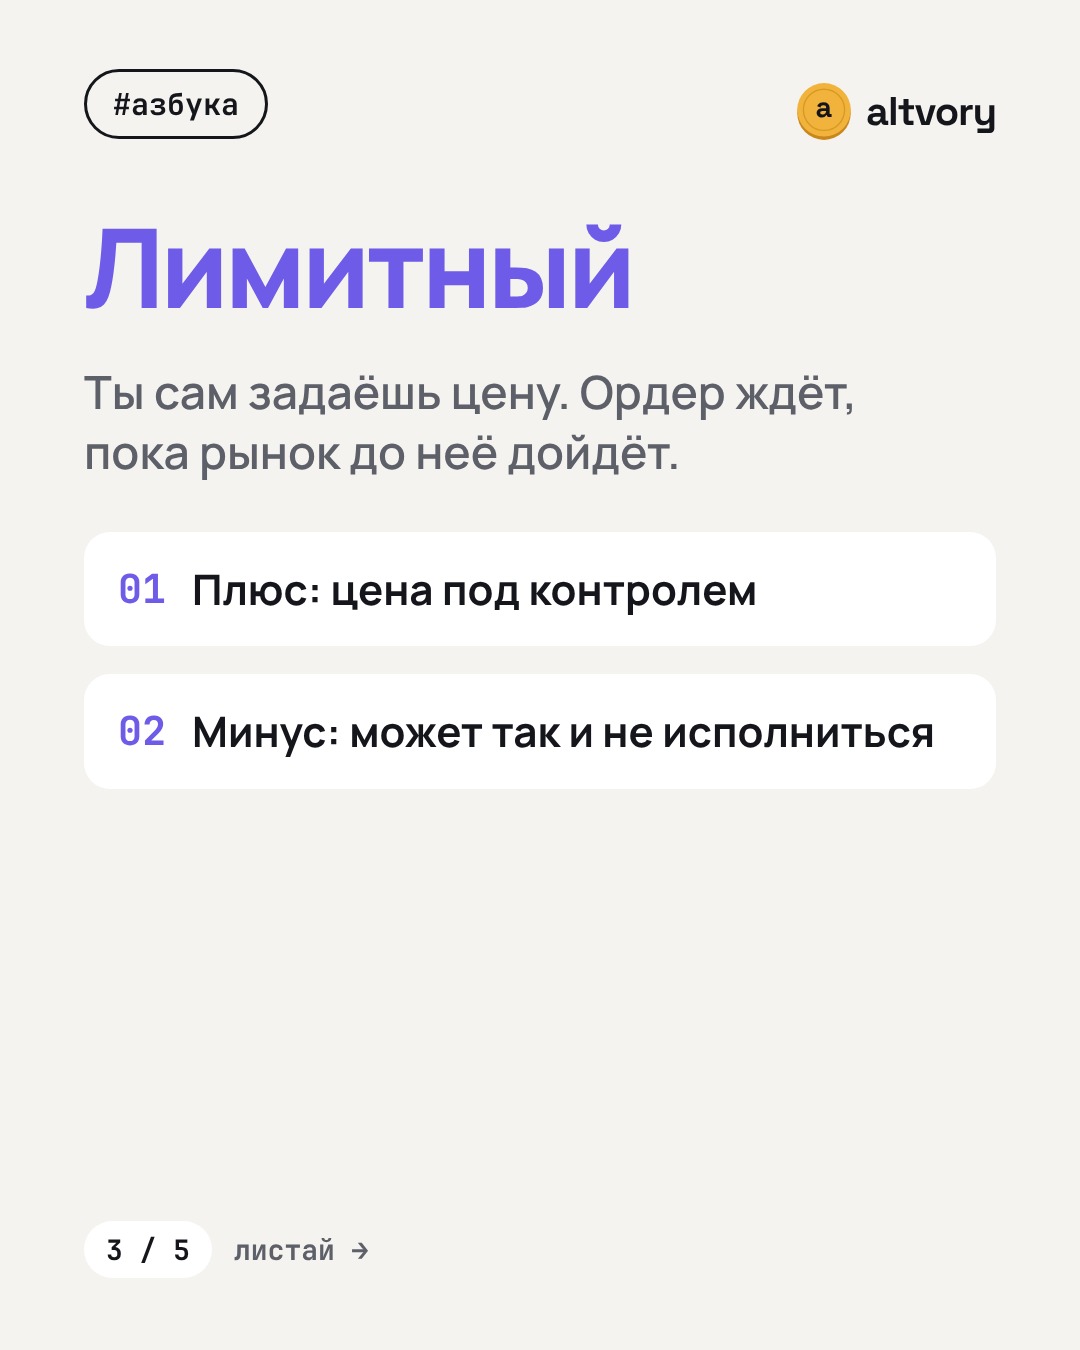 #азбука
a altvory
Лимитный
Ты сам задаёшь цену. Ордер ждёт,
пока рынок до неё дойдёт.
01 Плюс: цена под контролем
02 Минус: может так и не исполниться
3 / 5 листай →